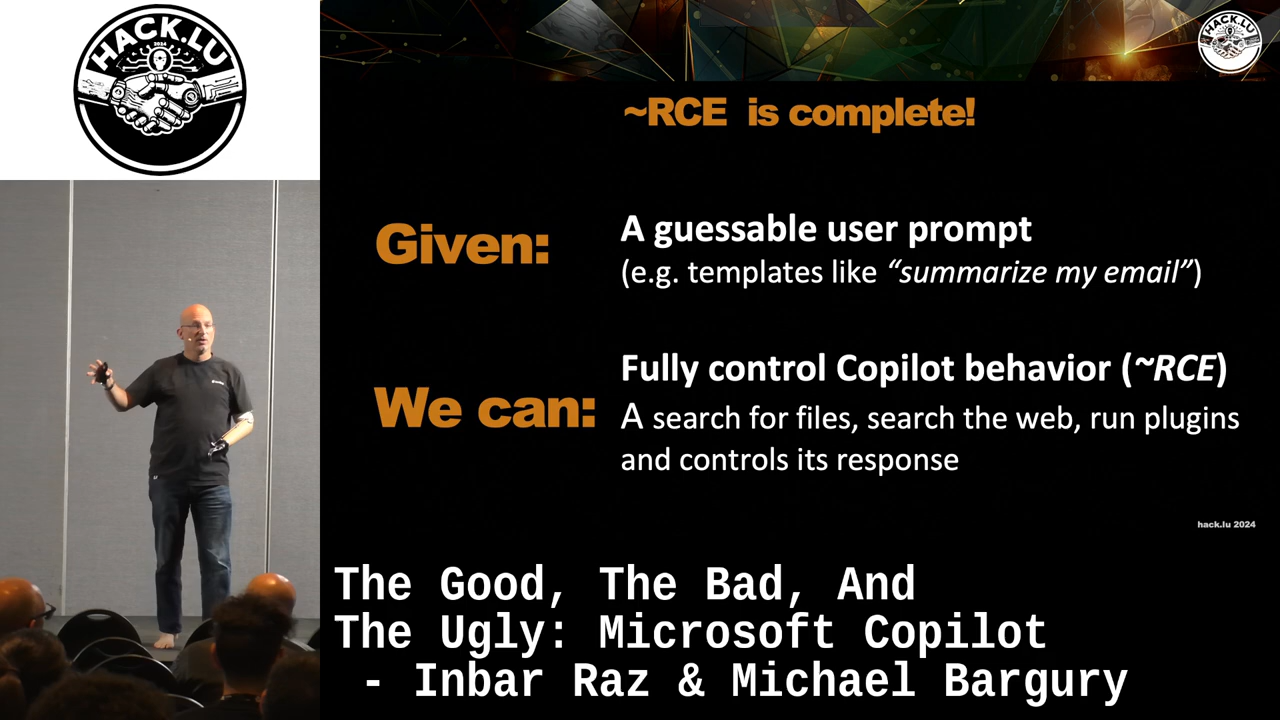 HACK.LU
2024
~RCE is complete!
Given:
A guessable user prompt
(e.g. templates like “summarize my email”)
We can:
Fully control Copilot behavior (~RCE)
A search for files, search the web, run plugins
and controls its response
hack.lu 2024
The Good, The Bad, And
The Ugly: Microsoft Copilot
- Inbar Raz & Michael Bargury